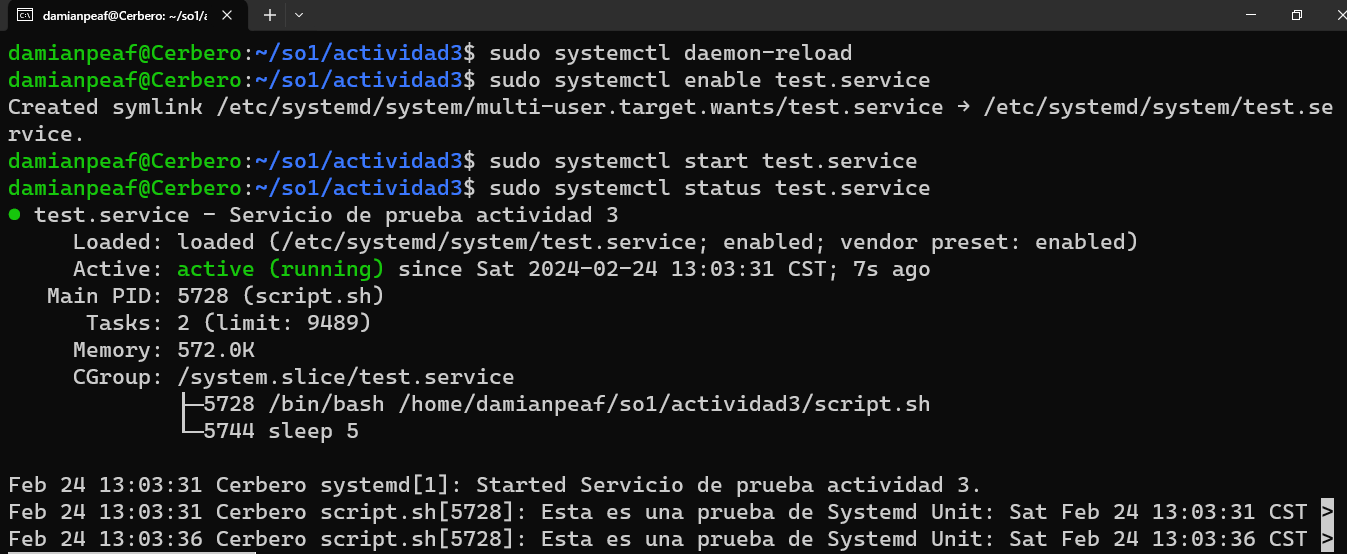 damianpeaf@Cerbero: ~/so1/a
damianpeaf@Cerbero:~/so1/actividad3$ sudo systemctl daemon-reload
damianpeaf@Cerbero:~/so1/actividad3$ sudo systemctl enable test.service
Created symlink /etc/systemd/system/multi-user.target.wants/test.service → /etc/systemd/system/test.se
rvice.
damianpeaf@Cerbero:~/so1/actividad3$ sudo systemctl start test.service
damianpeaf@Cerbero:~/so1/actividad3$ sudo systemctl status test.service
● test.service - Servicio de prueba actividad 3
     Loaded: loaded (/etc/systemd/system/test.service; enabled; vendor preset: enabled)
     Active: active (running) since Sat 2024-02-24 13:03:31 CST; 7s ago
   Main PID: 5728 (script.sh)
      Tasks: 2 (limit: 9489)
     Memory: 572.0K
     CGroup: /system.slice/test.service
             ├─5728 /bin/bash /home/damianpeaf/so1/actividad3/script.sh
             └─5744 sleep 5
Feb 24 13:03:31 Cerbero systemd[1]: Started Servicio de prueba actividad 3.
Feb 24 13:03:31 Cerbero script.sh[5728]: Esta es una prueba de Systemd Unit: Sat Feb 24 13:03:31 CST >
Feb 24 13:03:36 Cerbero script.sh[5728]: Esta es una prueba de Systemd Unit: Sat Feb 24 13:03:36 CST >